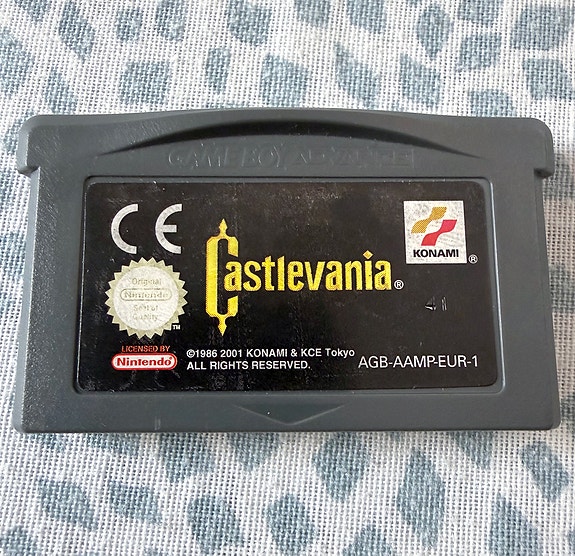 GAME BOY ADVANCE
CE
KONAMI ®
Castlevania®
Original
Nintendo
Seal of
Quality
TM
41
LICENSED BY
Nintendo
©1986 2001 KONAMI & KCE Tokyo
ALL RIGHTS RESERVED.
AGB-AAMP-EUR-1